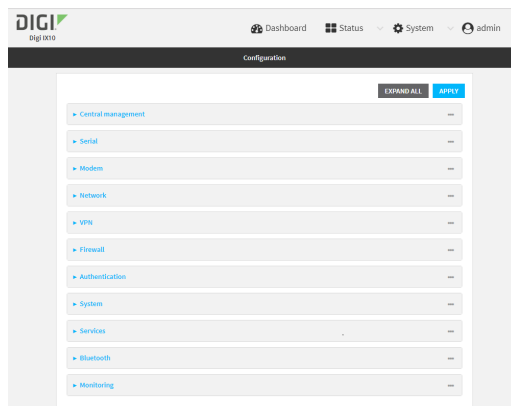 DIGI
Digi IX10
Dashboard
Status
System
admin
Configuration
EXPAND ALL
APPLY
Central management
Serial
Modem
Network
VPN
Firewall
Authentication
System
Services
Bluetooth
Monitoring